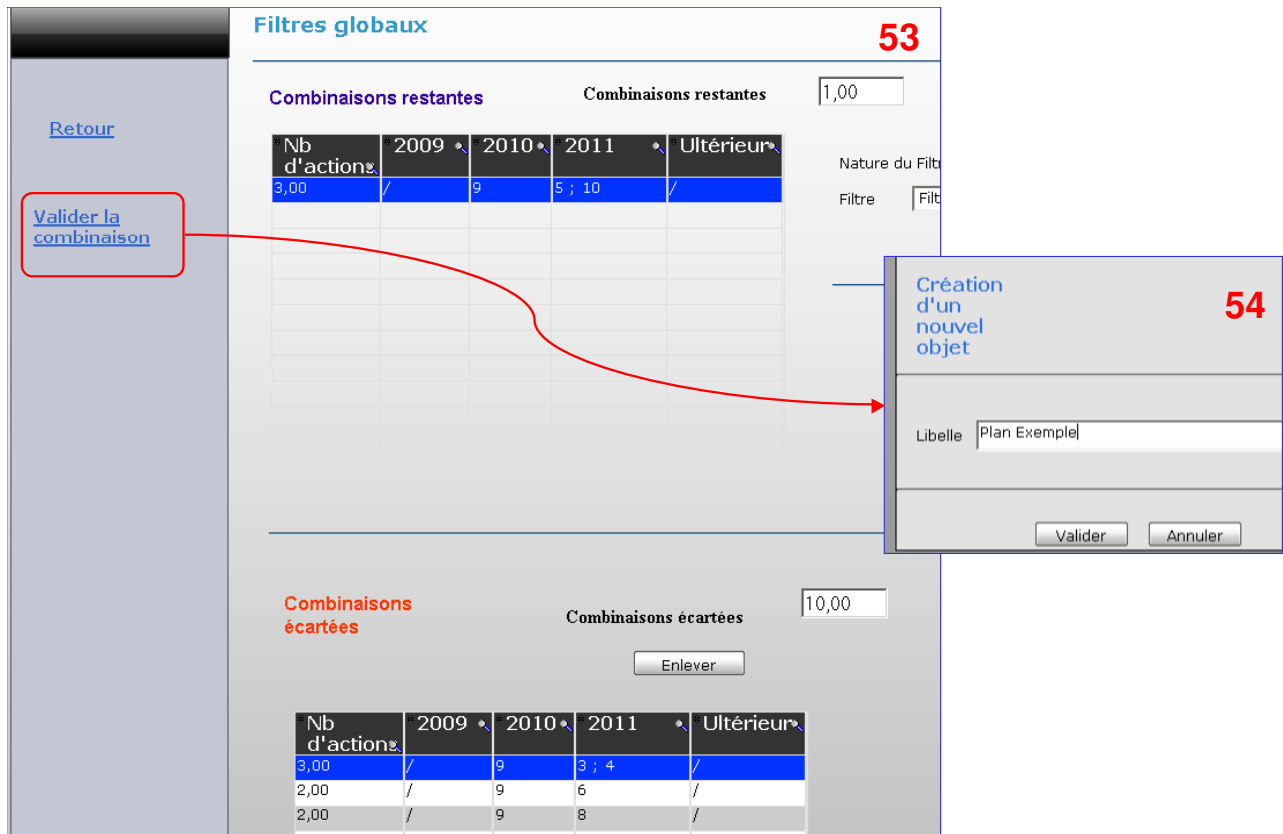 Filtres globaux
53
Combinaisons restantes
Combinaisons restantes
1,00
Retour
Valider la
combinaison
* Nb d'actions * 2009 * 2010 * 2011 * Ultérieur
3,00 / 9 5 ; 10 /
Nature du Filt
Filtre Filt
Création
d'un
nouvel
objet
54
Libelle Plan Exemple
Valider Annuler
Combinaisons
écartées
Combinaisons écartées
10,00
Enlever
* Nb d'actions * 2009 * 2010 * 2011 * Ultérieur
3,00 / 9 3 ; 4 /
2,00 / 9 6 /
2,00 / 9 8 /